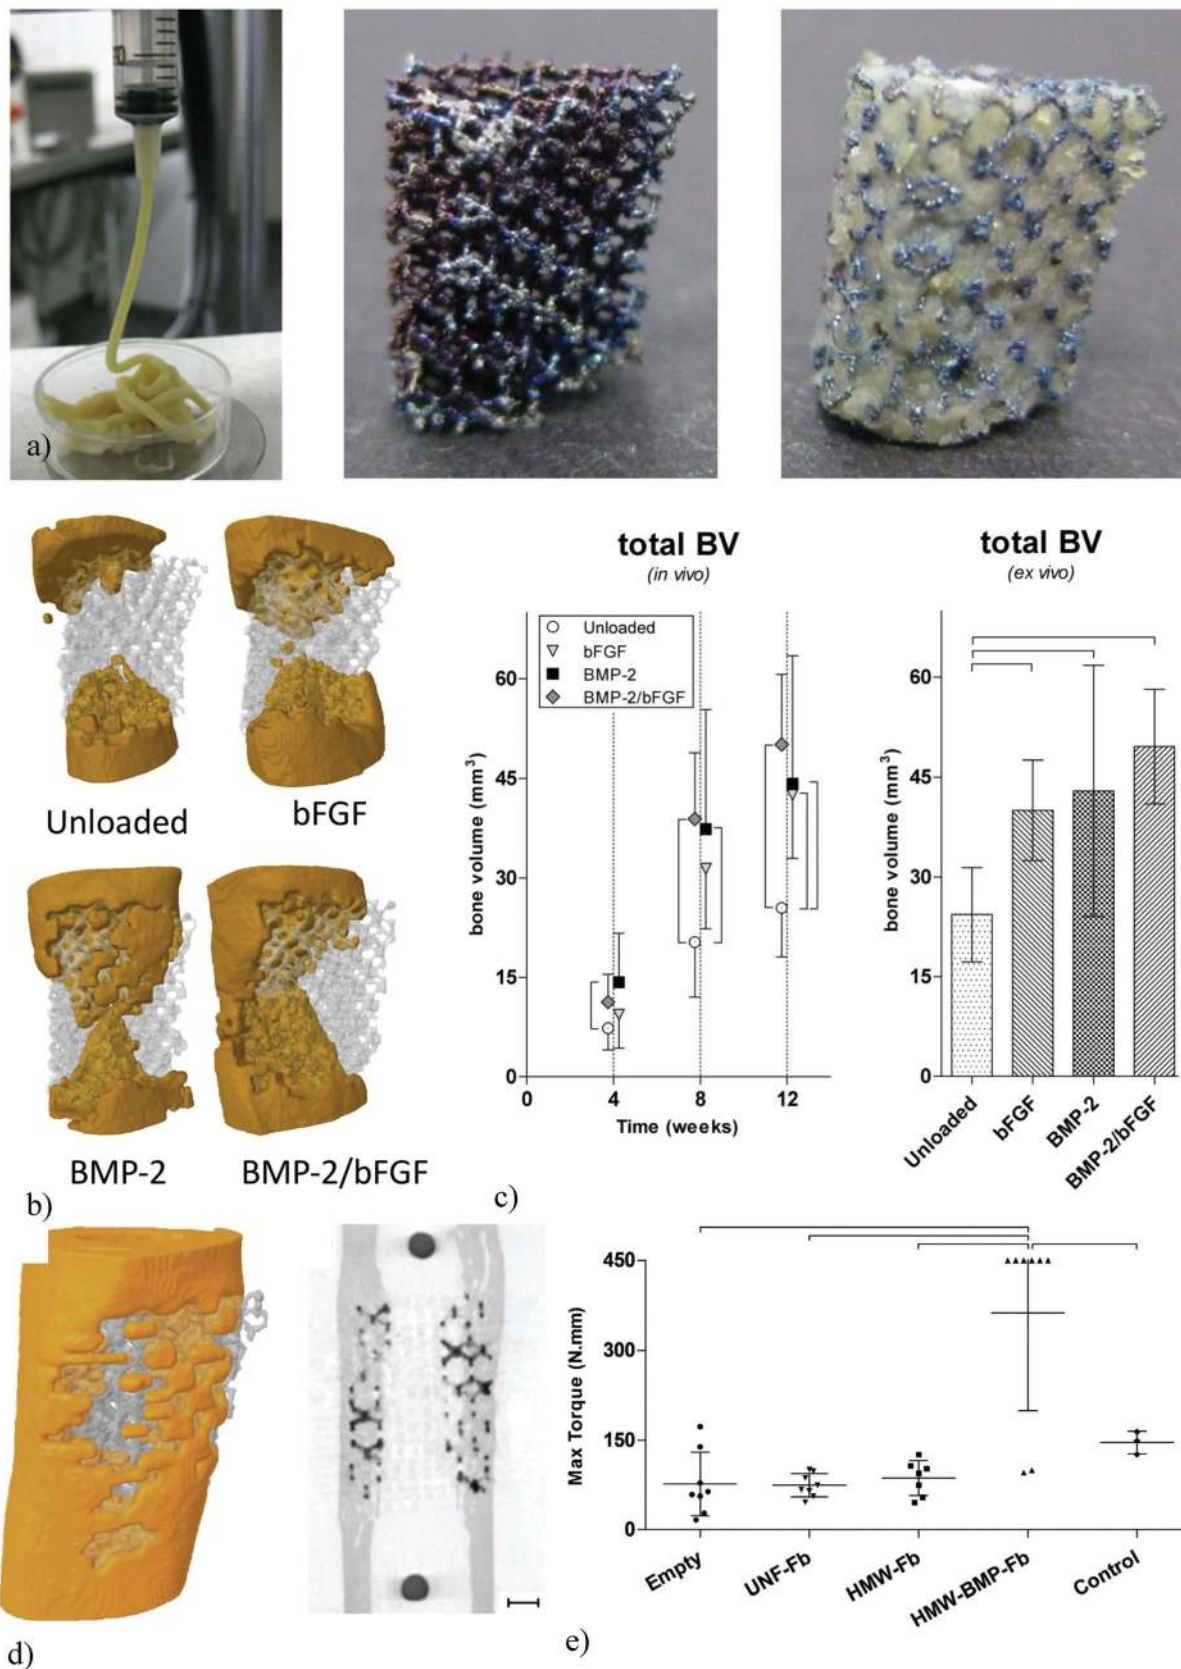 a)
Unloaded
bFGF
BMP-2
BMP-2/bFGF
b)
total BV
(in vivo)
bone volume (mm³)
60
45
30
15
0
Unloaded
bFGF
BMP-2
BMP-2/bFGF
0
4
8
12
Time (weeks)
total BV
(ex vivo)
bone volume (mm³)
60
45
30
15
0
Unloaded
bFGF
BMP-2
BMP-2/bFGF
c)
d)
Max Torque (N.mm)
450
300
150
0
Empty
UNF-Fb
HMW-Fb
HMW-BMP-Fb
Control
e)